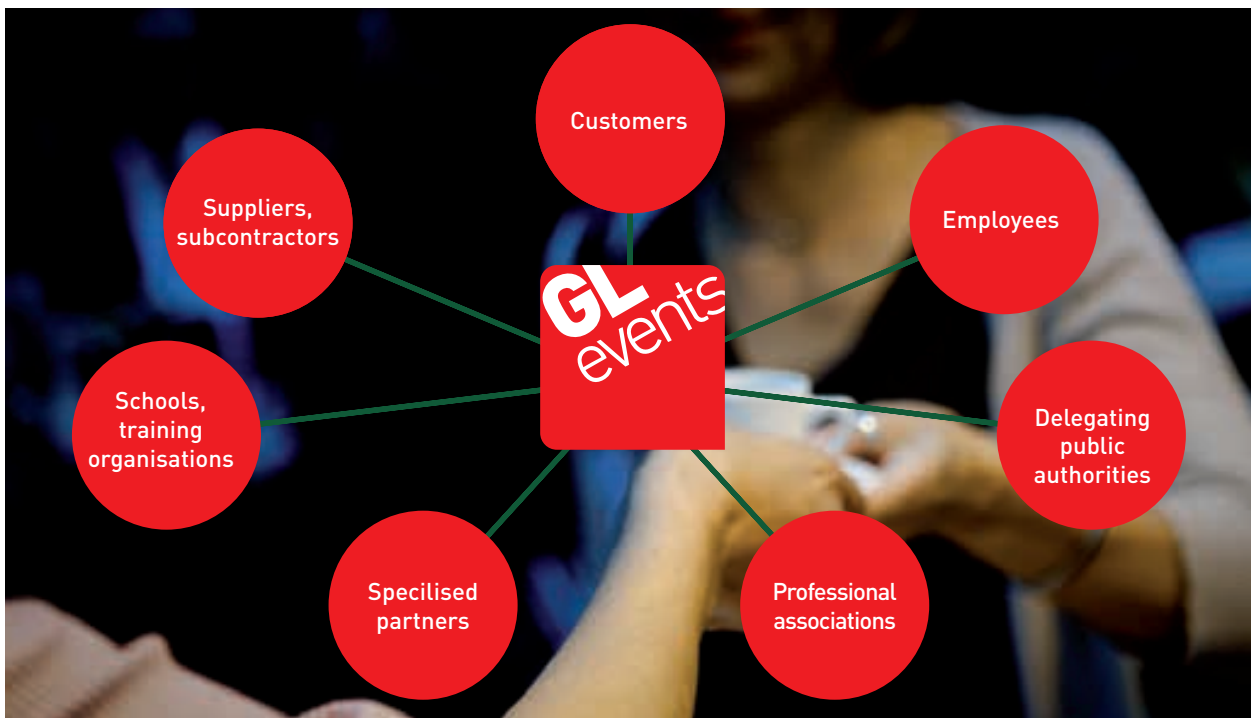 Customers
Suppliers,
subcontractors
Employees
GL
events
Schools,
training
organisations
Delegating
public
authorities
Specilised
partners
Professional
associations